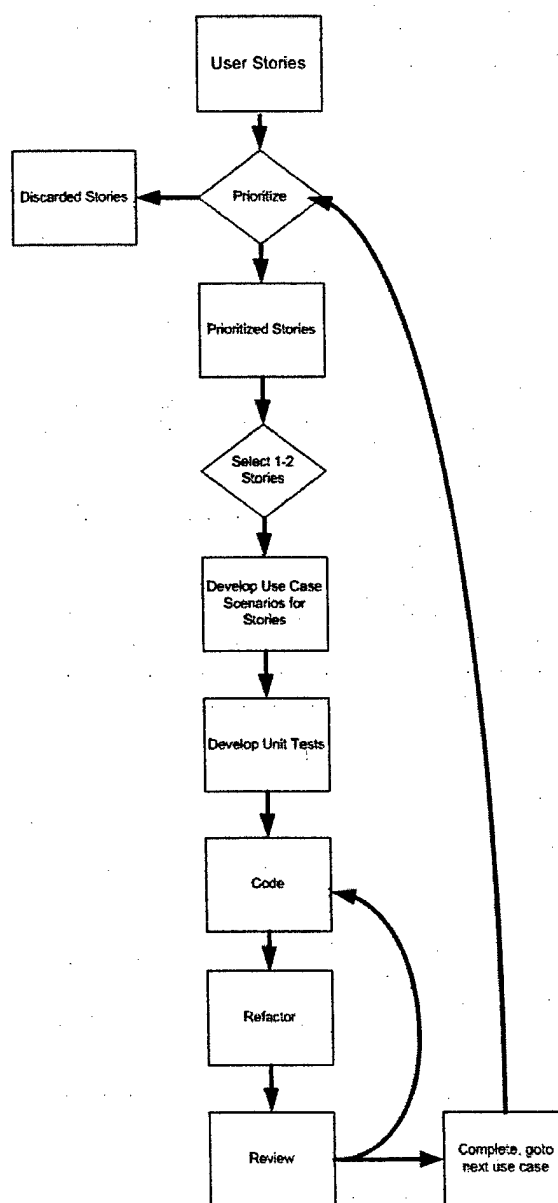 User Stories
Discarded Stories
Prioritize
Prioritized Stories
Select 1-2
Stories
Develop Use Case
Scenarios for
Stories
Develop Unit Tests
Code
Refactor
Review
Complete, goto
next use case